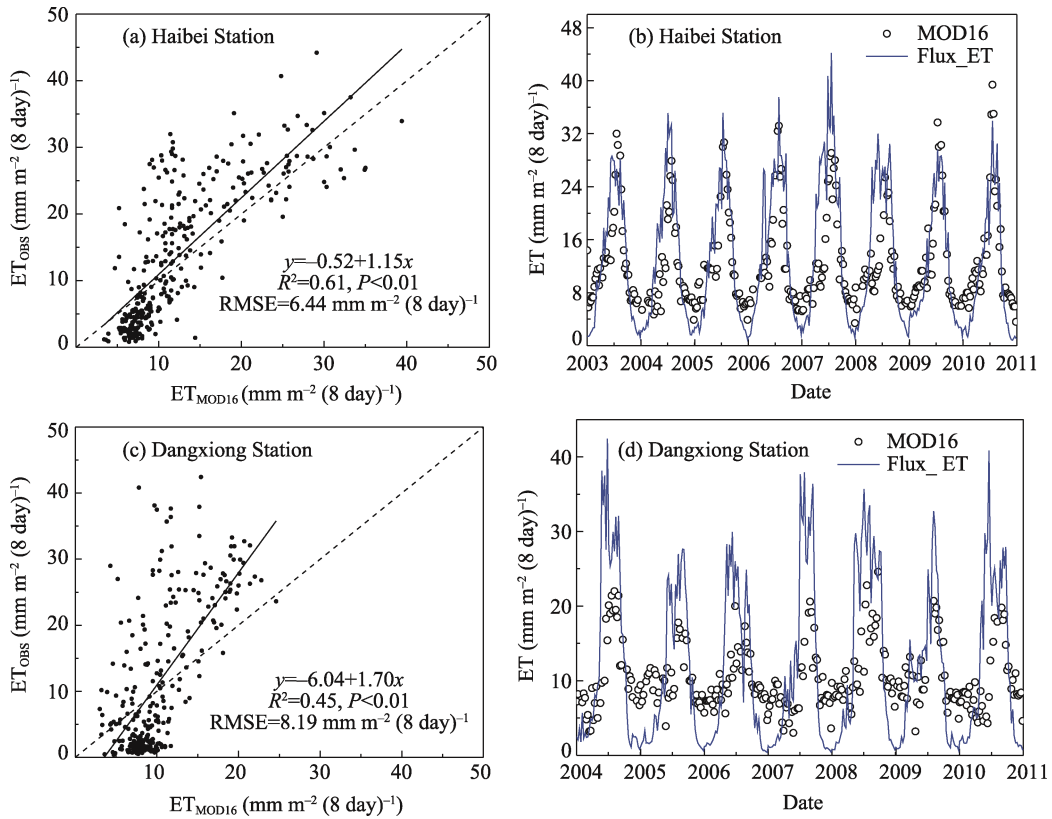 (a) Haibei Station
50
40
30
20
10
0
10
20
30
40
50
ET_OBS (mm m⁻² (8 day)⁻¹)
y=–0.52+1.15x
R²=0.61, P<0.01
RMSE=6.44 mm m⁻² (8 day)⁻¹
ET_MOD16 (mm m⁻² (8 day)⁻¹)
(b) Haibei Station
MOD16
Flux_ET
48
40
32
24
16
8
0
ET (mm m⁻² (8 day)⁻¹)
2003 2004 2005 2006 2007 2008 2009 2010 2011
Date
(c) Dangxiong Station
50
40
30
20
10
0
10
20
30
40
50
ET_OBS (mm m⁻² (8 day)⁻¹)
y=–6.04+1.70x
R²=0.45, P<0.01
RMSE=8.19 mm m⁻² (8 day)⁻¹
ET_MOD16 (mm m⁻² (8 day)⁻¹)
(d) Dangxiong Station
MOD16
Flux_ ET
40
30
20
10
0
ET (mm m⁻² (8 day)⁻¹)
2004 2005 2006 2007 2008 2009 2010 2011
Date